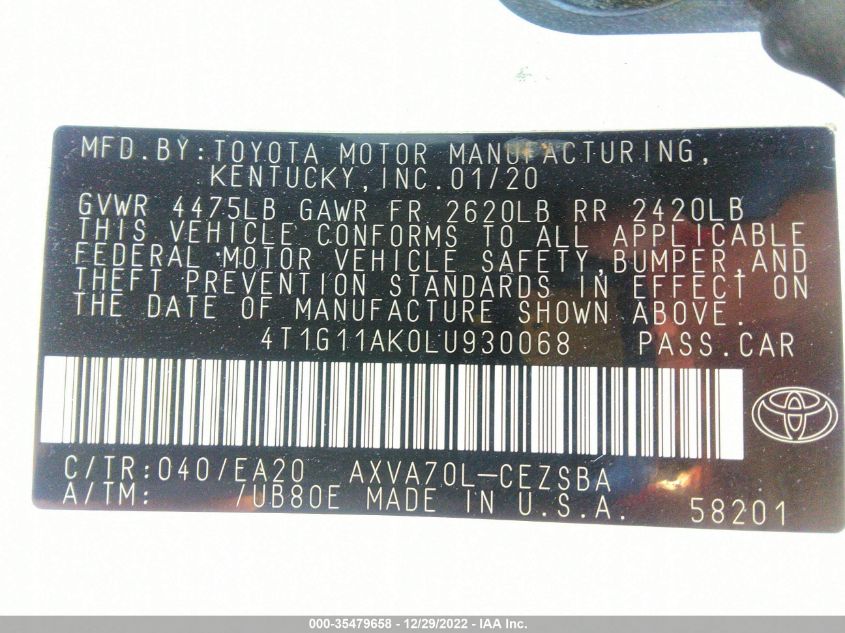 MFD.BY:TOYOTA MOTOR MANUFACTURING,
KENTUCKY,INC.01/20
GVWR 4475LB GAWR FR 2620LB RR 2420LB
THIS VEHICLE CONFORMS TO ALL APPLICABLE
FEDERAL MOTOR VEHICLE SAFETY,BUMPER,AND
THEFT PREVENTION STANDARDS IN EFFECT ON
THE DATE OF MANUFACTURE SHOWN ABOVE.
4T1G11AK0LU930068 PASS.CAR
C/TR:040/EA20 AXVA70L-CEZSBA
A/TM: /UB80E MADE IN U.S.A. 58201
000-35479658 - 12/29/2022 - IAA Inc.